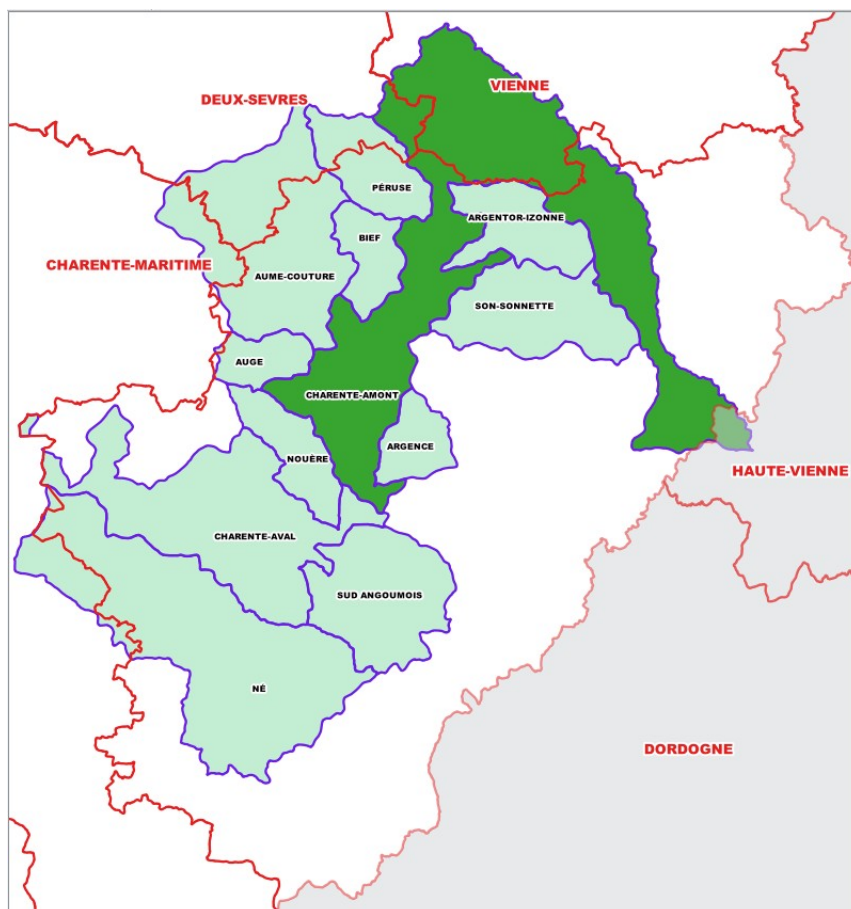 VIENNE
DEUX-SEVRES
PÉRUSE
ARGENTOR-IZONNE
BIEF
CHARENTE-MARITIME
AUME-COUTURE
SON-SONNETTE
AUGE
CHARENTE-AMONT
ARGENCE
NOUÈRE
HAUTE-VIENNE
CHARENTE-AVAL
SUD ANGOUMOIS
NÉ
DORDOGNE